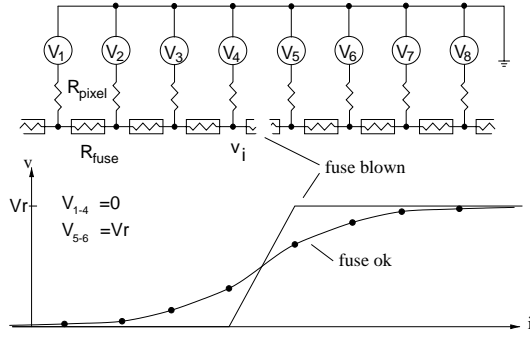 V1 V2 V3 V4 V5 V6 V7 V8
Rpixel
Rfuse
vi
fuse blown
v
Vr
V1-4 =0
V5-6 =Vr
fuse ok
i